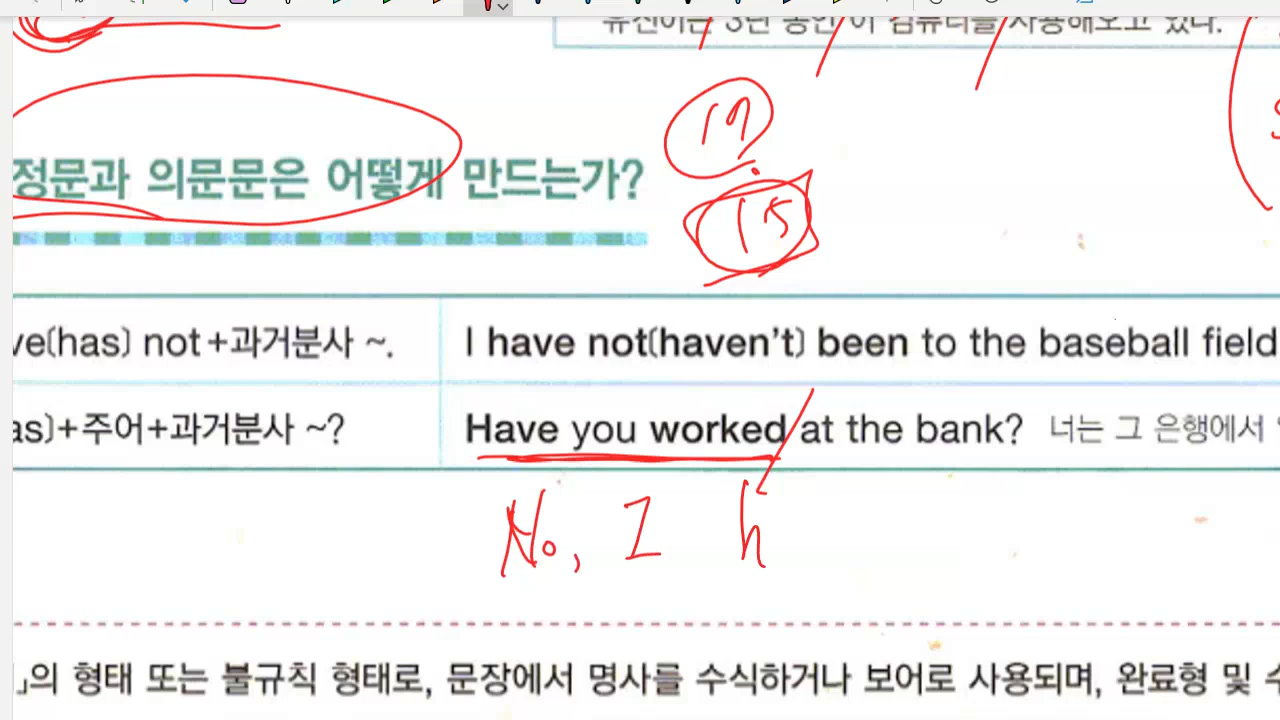 유진이는 3년 동안 이 컴퓨터를 사용해오고 있다.
정문과 의문문은 어떻게 만드는가?
15
ve(has) not+과거분사 ~. I have not(haven't) been to the baseball field
as)+주어+과거분사 ~? Have you worked at the bank? 너는 그 은행에서
No, I h
의 형태 또는 불규칙 형태로, 문장에서 명사를 수식하거나 보어로 사용되며, 완료형 및 수